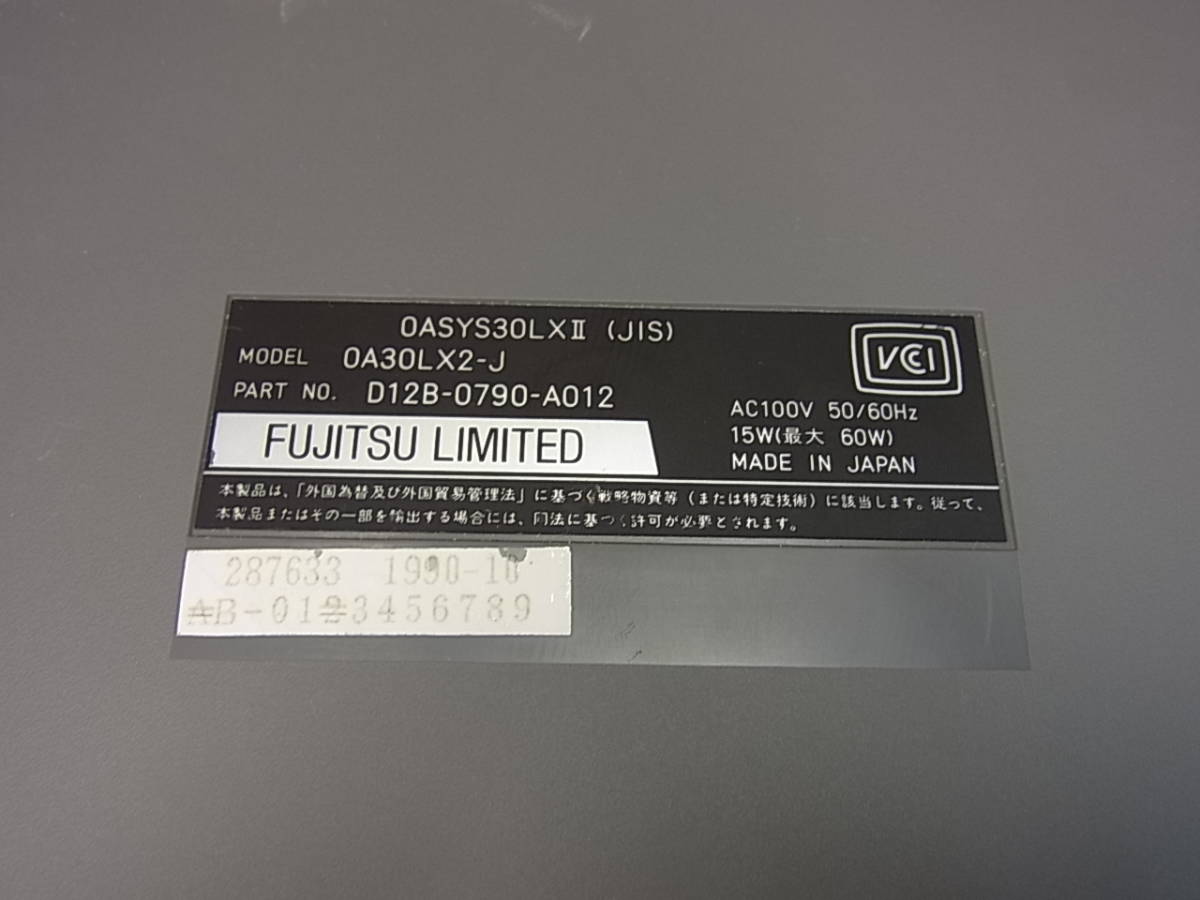 OASYS30LXⅡ (JIS)
MODEL OA30LX2-J
PART NO. D12B-0790-A012
VCCI
AC100V 50/60Hz
15W(最大 60W)
MADE IN JAPAN
FUJITSU LIMITED
本製品は、「外国為替及び外国貿易管理法」に基づく戦略物資等（または特定技術）に該当します。従って、
本製品またはその一部を輸出する場合には、同法に基づく許可が必要とされます。
287633 1990-10
AB-0123456789